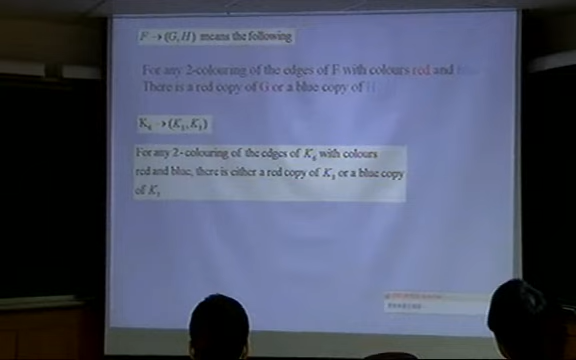 F → (G, H) means the following
For any 2-colouring of the edges of F with colours red and blue
There is a red copy of G or a blue copy of H
K₆ → (K₃, K₃)
For any 2-colouring of the edges of K₆ with colours
red and blue, there is either a red copy of K₃ or a blue copy
of K₃